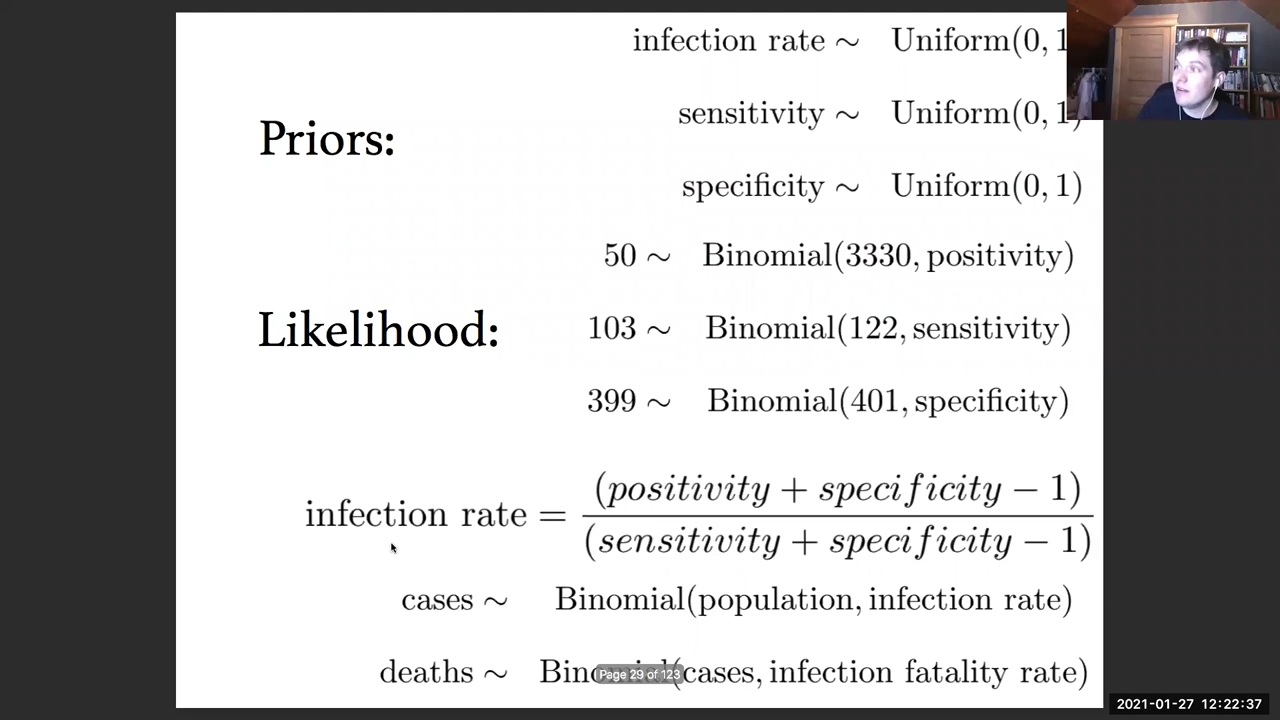 infection rate ∼ Uniform(0, 1
sensitivity ∼ Uniform(0, 1)
Priors:
specificity ∼ Uniform(0, 1)
50 ∼ Binomial(3330, positivity)
Likelihood:
103 ∼ Binomial(122, sensitivity)
399 ∼ Binomial(401, specificity)
infection rate = (positivity + specificity − 1) / (sensitivity + specificity − 1)
cases ∼ Binomial(population, infection rate)
deaths ∼ Binomial(cases, infection fatality rate)
Page 29 of 123
2021-01-27 12:22:37